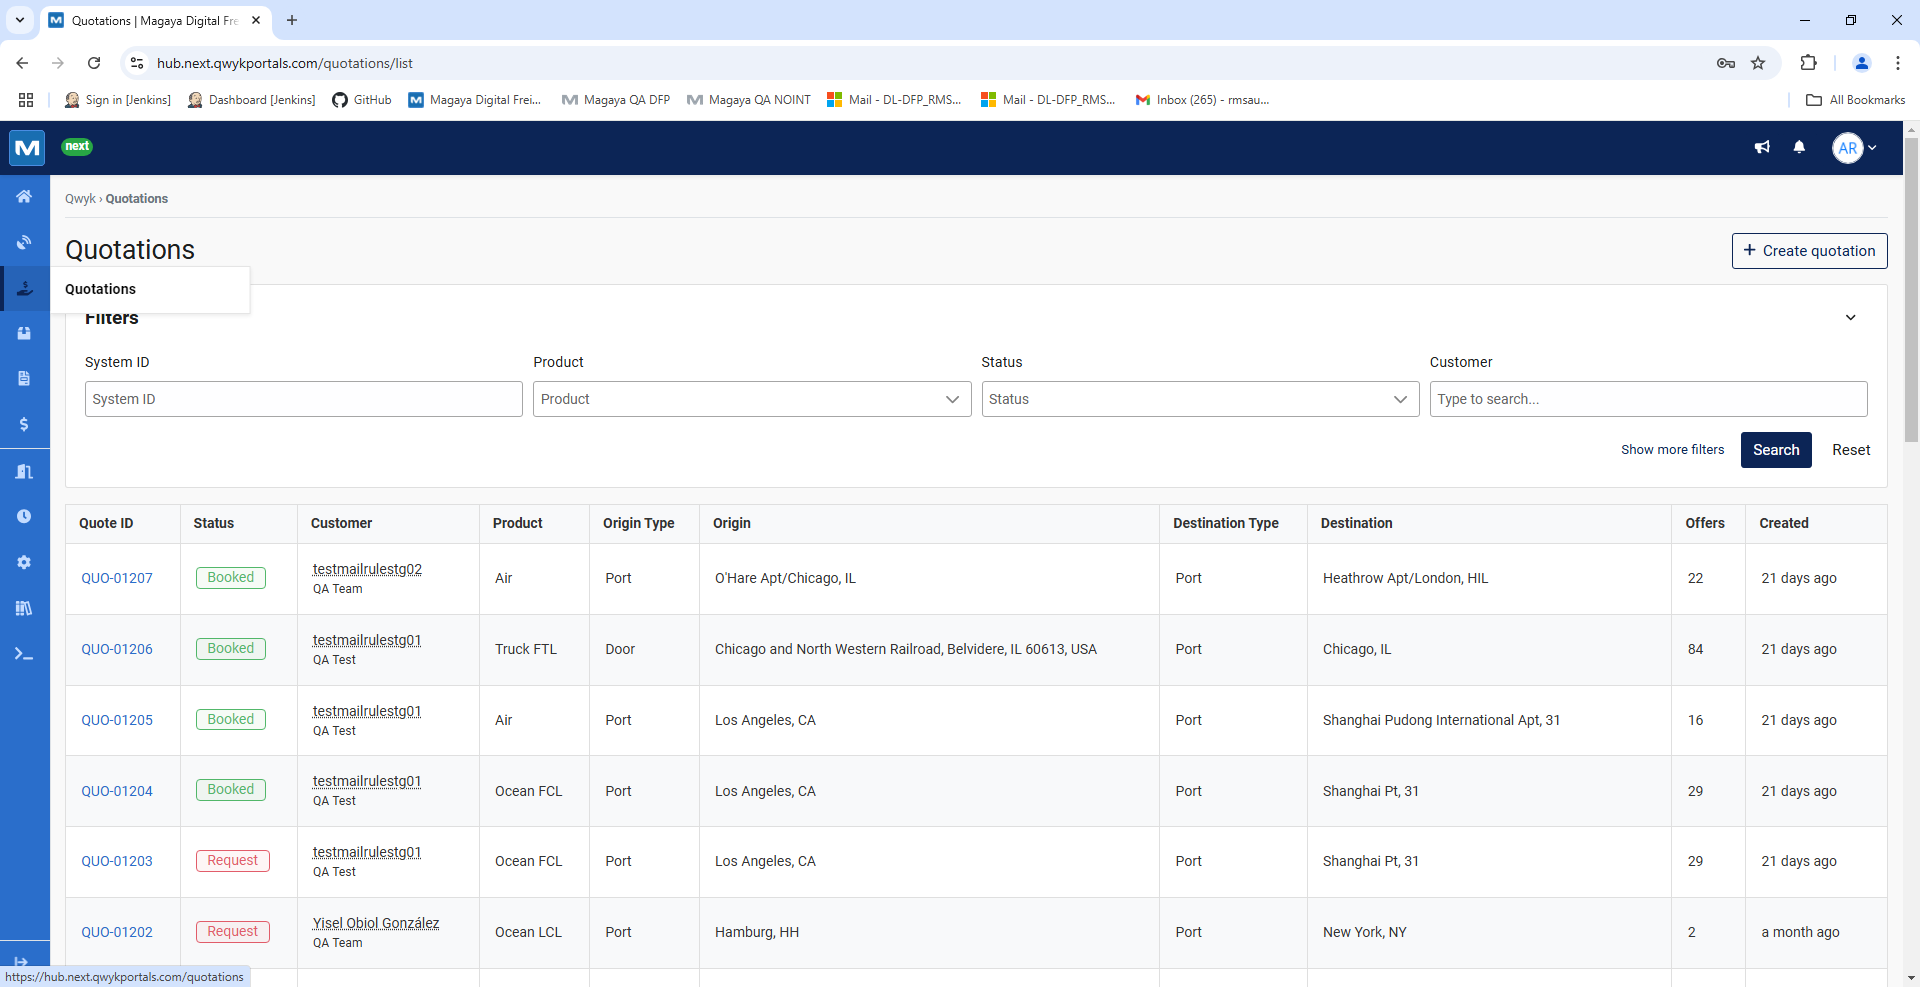 Quotations | Magaya Digital Fre
hub.next.qwykportals.com/quotations/list
Sign in [Jenkins]
Dashboard [Jenkins]
GitHub
Magaya Digital Frei...
Magaya QA DFP
Magaya QA NOINT
Mail - DL-DFP_RMS...
Mail - DL-DFP_RMS...
Inbox (265) - rmsau...
All Bookmarks
next
AR
Qwyk › Quotations
Quotations
+ Create quotation
Quotations
Filters
System ID
Product
Status
Customer
System ID
Product
Status
Type to search...
Show more filters
Search
Reset
Quote ID Status Customer Product Origin Type Origin Destination Type Destination Offers Created
QUO-01207 Booked testmailrulestg02 Air Port O'Hare Apt/Chicago, IL Port Heathrow Apt/London, HIL 22 21 days ago
QA Team
QUO-01206 Booked testmailrulestg01 Truck FTL Door Chicago and North Western Railroad, Belvidere, IL 60613, USA Port Chicago, IL 84 21 days ago
QA Test
QUO-01205 Booked testmailrulestg01 Air Port Los Angeles, CA Port Shanghai Pudong International Apt, 31 16 21 days ago
QA Test
QUO-01204 Booked testmailrulestg01 Ocean FCL Port Los Angeles, CA Port Shanghai Pt, 31 29 21 days ago
QA Test
QUO-01203 Request testmailrulestg01 Ocean FCL Port Los Angeles, CA Port Shanghai Pt, 31 29 21 days ago
QA Test
QUO-01202 Request Yisel Obiol González Ocean LCL Port Hamburg, HH Port New York, NY 2 a month ago
QA Team
https://hub.next.qwykportals.com/quotations